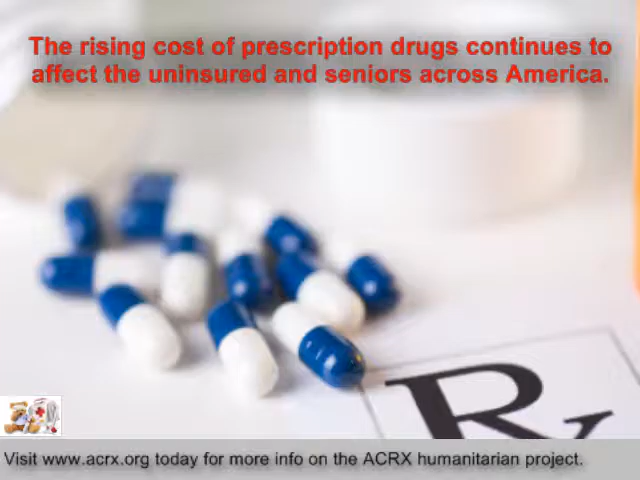 The rising cost of prescription drugs continues to
affect the uninsured and seniors across America.
Rx
Visit www.acrx.org today for more info on the ACRX humanitarian project.